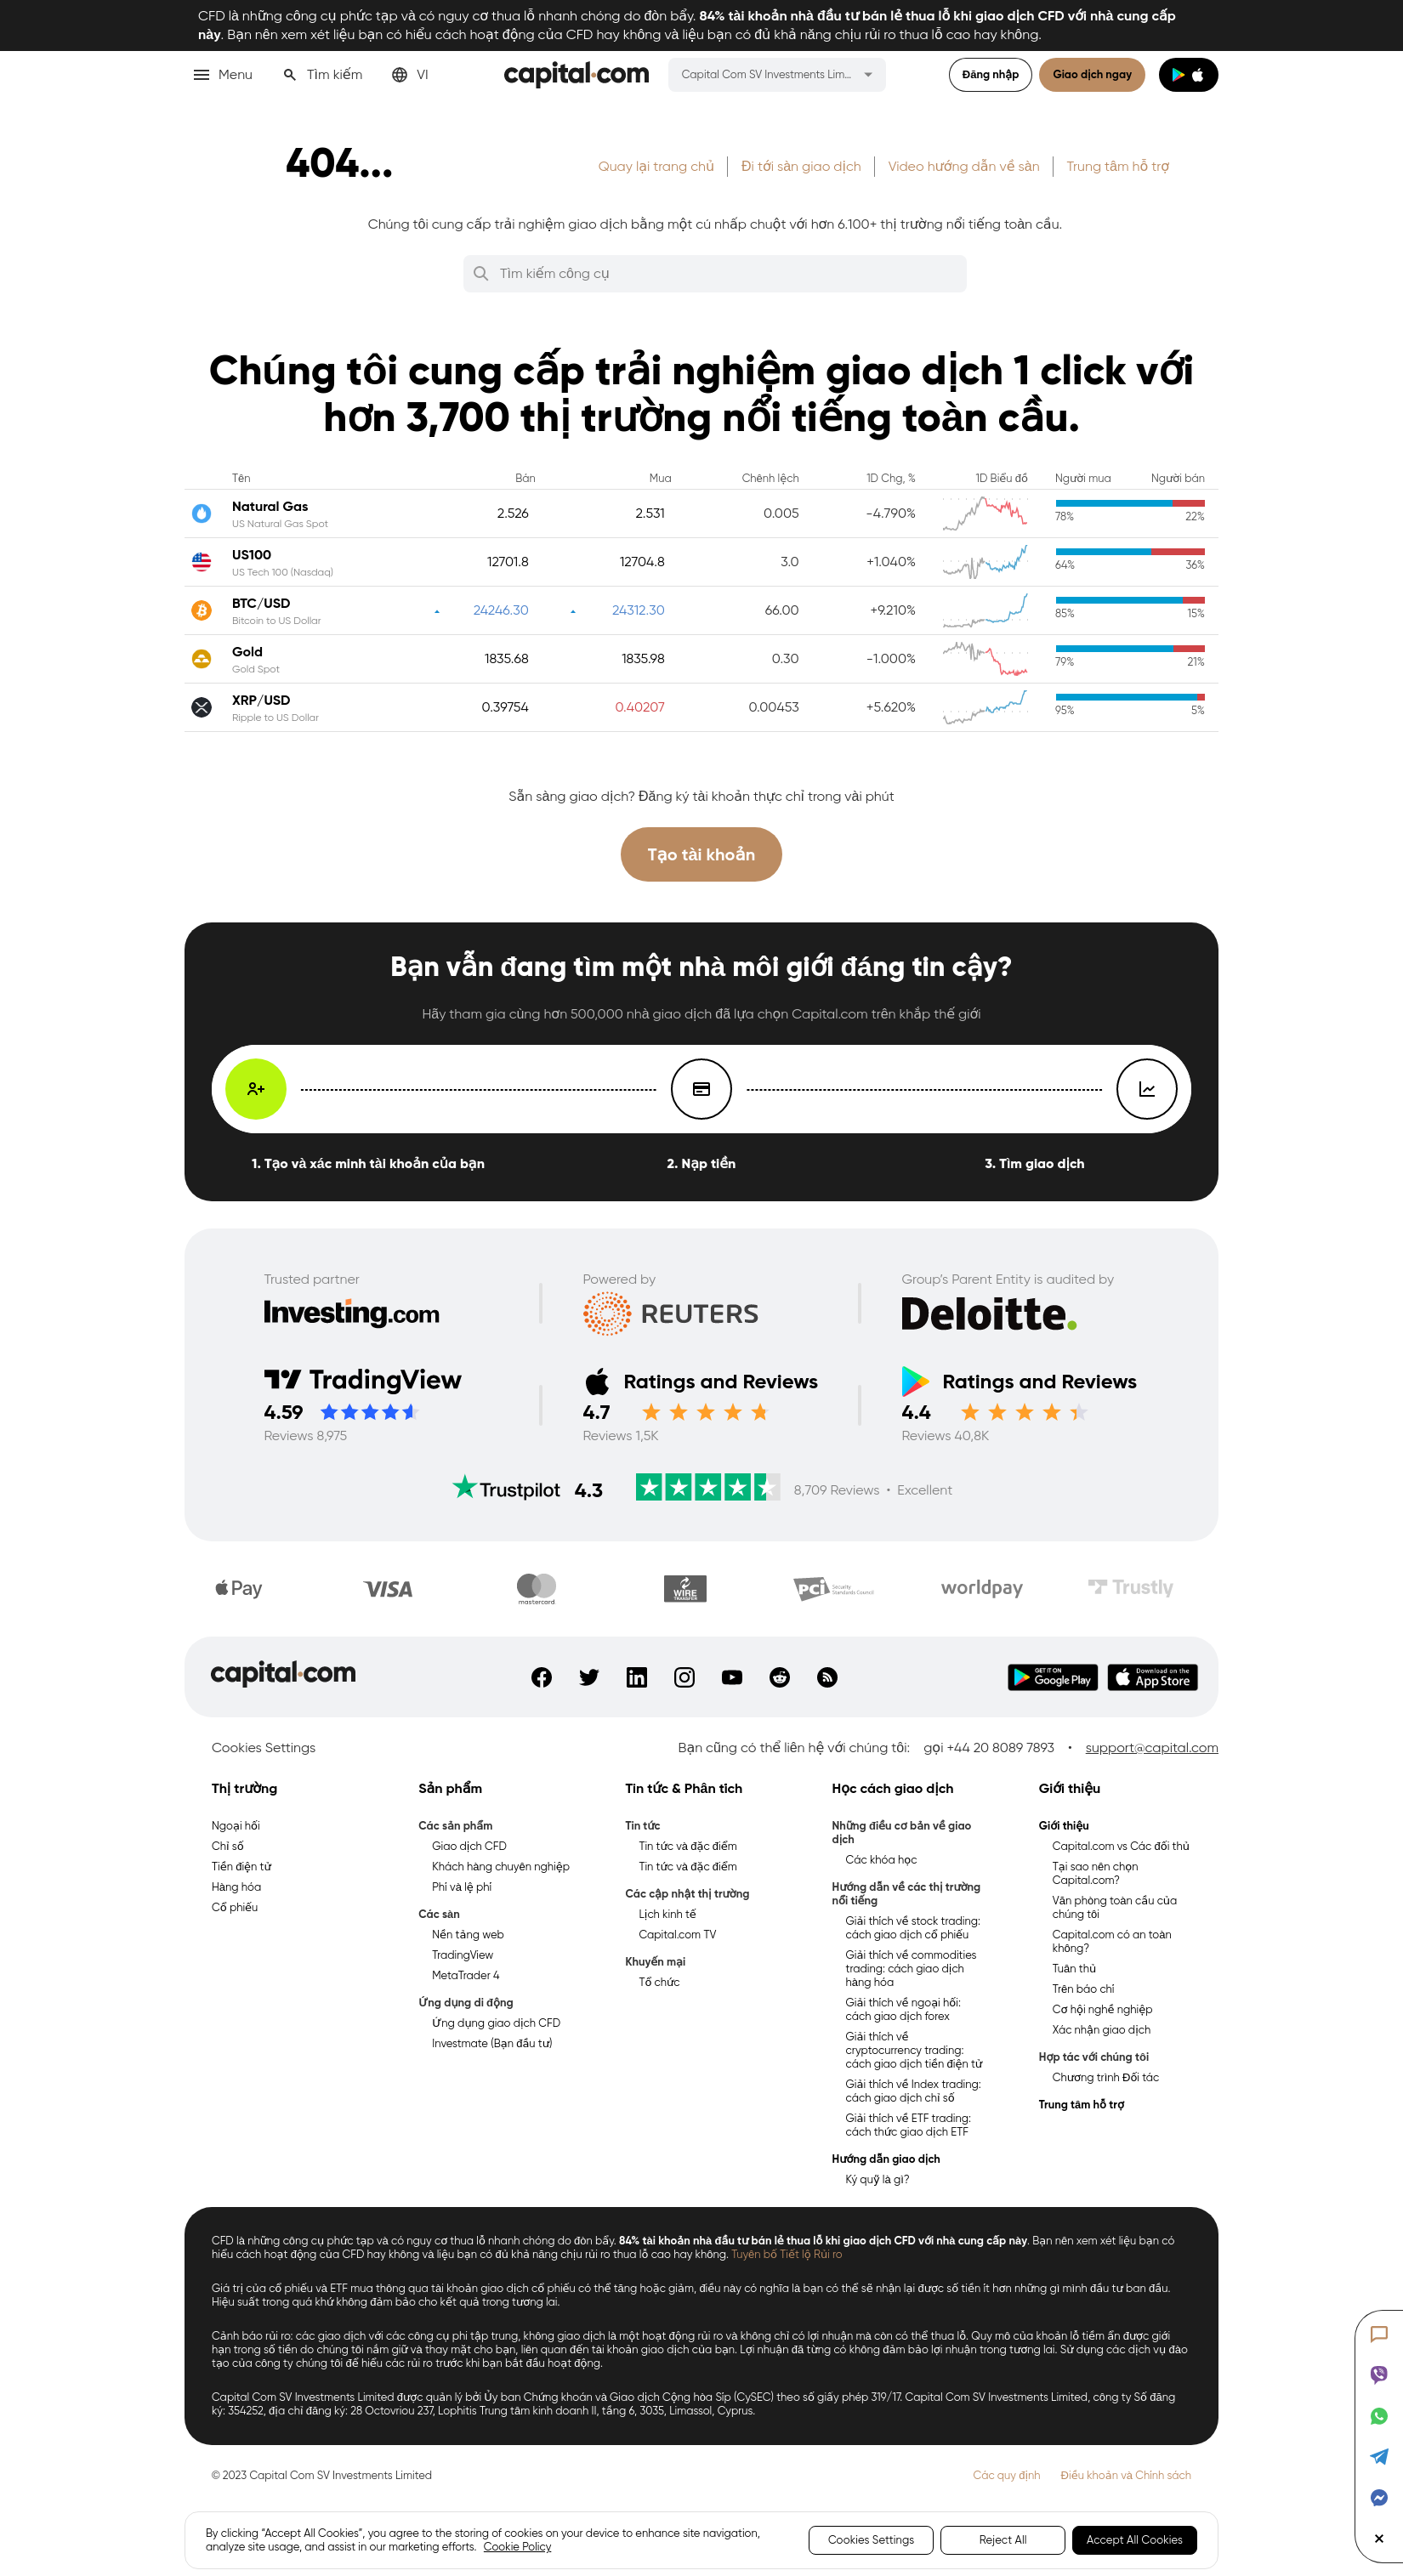 CFD là những công cụ phức tạp và có nguy cơ thua lỗ nhanh chóng do đòn bẩy. 84% tài khoản nhà đầu tư bán lẻ thua lỗ khi giao dịch CFD với nhà cung cấp
này. Bạn nên xem xét liệu bạn có hiểu cách hoạt động của CFD hay không và liệu bạn có đủ khả năng chịu rủi ro thua lỗ cao hay không.
Menu Tìm kiếm VI capital.com Capital Com SV Investments Lim... Đăng nhập Giao dịch ngay
404...
Quay lại trang chủ Đi tới sàn giao dịch Video hướng dẫn về sàn Trung tâm hỗ trợ
Chúng tôi cung cấp trải nghiệm giao dịch bằng một cú nhấp chuột với hơn 6.100+ thị trường nổi tiếng toàn cầu.
Tìm kiếm công cụ
Chúng tôi cung cấp trải nghiệm giao dịch 1 click với
hơn 3,700 thị trường nổi tiếng toàn cầu.
Tên Bán Mua Chênh lệch 1D Chg, % 1D Biểu đồ Người mua Người bán
Natural Gas 2.526 2.531 0.005 -4.790%
US Natural Gas Spot 78% 22%
US100 12701.8 12704.8 3.0 +1.040%
US Tech 100 (Nasdaq) 64% 36%
BTC/USD 24246.30 24312.30 66.00 +9.210%
Bitcoin to US Dollar 85% 15%
Gold 1835.68 1835.98 0.30 -1.000%
Gold Spot 79% 21%
XRP/USD 0.39754 0.40207 0.00453 +5.620%
Ripple to US Dollar 95% 5%
Sẵn sàng giao dịch? Đăng ký tài khoản thực chỉ trong vài phút
Tạo tài khoản
Bạn vẫn đang tìm một nhà môi giới đáng tin cậy?
Hãy tham gia cùng hơn 500,000 nhà giao dịch đã lựa chọn Capital.com trên khắp thế giới
1. Tạo và xác minh tài khoản của bạn 2. Nạp tiền 3. Tìm giao dịch
Trusted partner Powered by Group's Parent Entity is audited by
Investing.com REUTERS Deloitte.
TradingView Ratings and Reviews Ratings and Reviews
4.59 4.7 4.4
Reviews 8,975 Reviews 1,5K Reviews 40,8K
Trustpilot 4.3 8,709 Reviews • Excellent
Pay VISA mastercard WIRE TRANSFER PCI Security Standards Council worldpay Trustly
capital.com GET IT ON Google Play Download on the App Store
Cookies Settings Bạn cũng có thể liên hệ với chúng tôi: gọi +44 20 8089 7893 • support@capital.com
Thị trường
Ngoại hối
Chỉ số
Tiền điện tử
Hàng hóa
Cổ phiếu
Sản phẩm
Các sản phẩm
Giao dịch CFD
Khách hàng chuyên nghiệp
Phí và lệ phí
Các sàn
Nền tảng web
TradingView
MetaTrader 4
Ứng dụng di động
Ứng dụng giao dịch CFD
Investmate (Bạn đầu tư)
Tin tức & Phân tích
Tin tức
Tin tức và đặc điểm
Tin tức và đặc điểm
Các cập nhật thị trường
Lịch kinh tế
Capital.com TV
Khuyến mại
Tổ chức
Học cách giao dịch
Những điều cơ bản về giao
dịch
Các khóa học
Hướng dẫn về các thị trường
nổi tiếng
Giải thích về stock trading:
cách giao dịch cổ phiếu
Giải thích về commodities
trading: cách giao dịch
hàng hóa
Giải thích về ngoại hối:
cách giao dịch forex
Giải thích về
cryptocurrency trading:
cách giao dịch tiền điện tử
Giải thích về Index trading:
cách giao dịch chỉ số
Giải thích về ETF trading:
cách thức giao dịch ETF
Hướng dẫn giao dịch
Ký quỹ là gì?
Giới thiệu
Giới thiệu
Capital.com vs Các đối thủ
Tại sao nên chọn
Capital.com?
Văn phòng toàn cầu của
chúng tôi
Capital.com có an toàn
không?
Tuân thủ
Trên báo chí
Cơ hội nghề nghiệp
Xác nhận giao dịch
Hợp tác với chúng tôi
Chương trình Đối tác
Trung tâm hỗ trợ
CFD là những công cụ phức tạp và có nguy cơ thua lỗ nhanh chóng do đòn bẩy. 84% tài khoản nhà đầu tư bán lẻ thua lỗ khi giao dịch CFD với nhà cung cấp này. Bạn nên xem xét liệu bạn có
hiểu cách hoạt động của CFD hay không và liệu bạn có đủ khả năng chịu rủi ro thua lỗ cao hay không. Tuyên bố Tiết lộ Rủi ro
Giá trị của cổ phiếu và ETF mua thông qua tài khoản giao dịch cổ phiếu có thể tăng hoặc giảm, điều này có nghĩa là bạn có thể sẽ nhận lại được số tiền ít hơn những gì mình đầu tư ban đầu.
Hiệu suất trong quá khứ không đảm bảo cho kết quả trong tương lai.
Cảnh báo rủi ro: các giao dịch với các công cụ phi tập trung, không giao dịch là một hoạt động rủi ro và không chỉ có lợi nhuận mà còn có thể thua lỗ. Quy mô của khoản lỗ tiềm ẩn được giới
hạn trong số tiền do chúng tôi nắm giữ và thay mặt cho bạn, liên quan đến tài khoản giao dịch của bạn. Lợi nhuận đã từng có không đảm bảo lợi nhuận trong tương lai. Sử dụng các dịch vụ đào
tạo của công ty chúng tôi để hiểu các rủi ro trước khi bạn bắt đầu hoạt động.
Capital Com SV Investments Limited được quản lý bởi Ủy ban Chứng khoán và Giao dịch Cộng hòa Síp (CySEC) theo số giấy phép 319/17. Capital Com SV Investments Limited, công ty Số đăng
ký: 354252, địa chỉ đăng ký: 28 Octovriou 237, Lophitis Trung tâm kinh doanh II, tầng 6, 3035, Limassol, Cyprus.
© 2023 Capital Com SV Investments Limited Các quy định Điều khoản và Chính sách
By clicking “Accept All Cookies”, you agree to the storing of cookies on your device to enhance site navigation,
analyze site usage, and assist in our marketing efforts. Cookie Policy
Cookies Settings Reject All Accept All Cookies